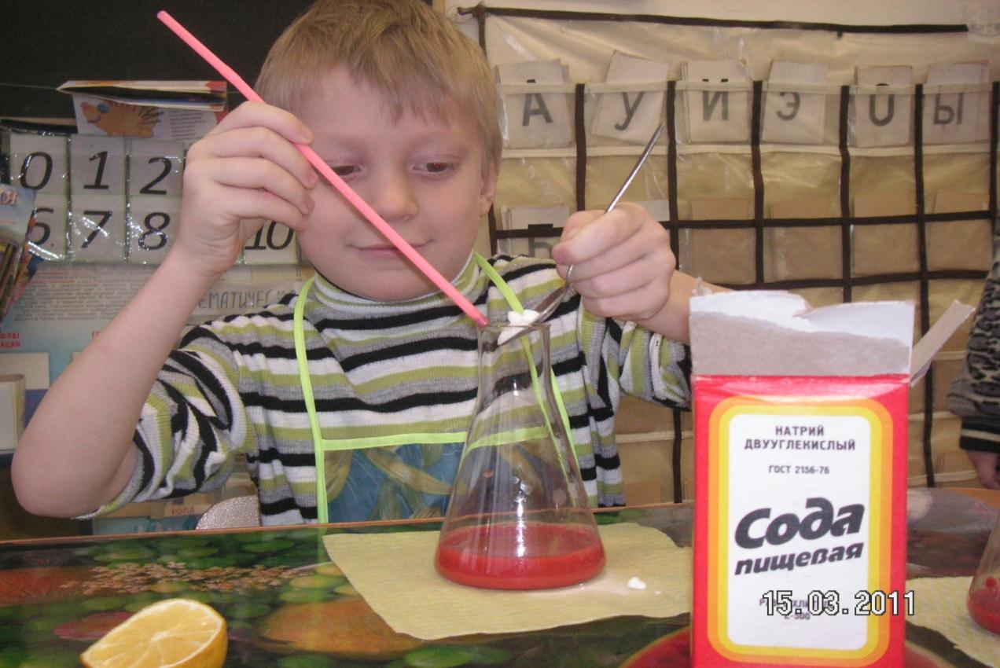 А У И Э О Ы
0 1 2
6 7 8 10
Б
НАТРИЙ
ДВУУГЛЕКИСЛЫЙ
ГОСТ 2156-76
Сода
пищевая
15.03.2011